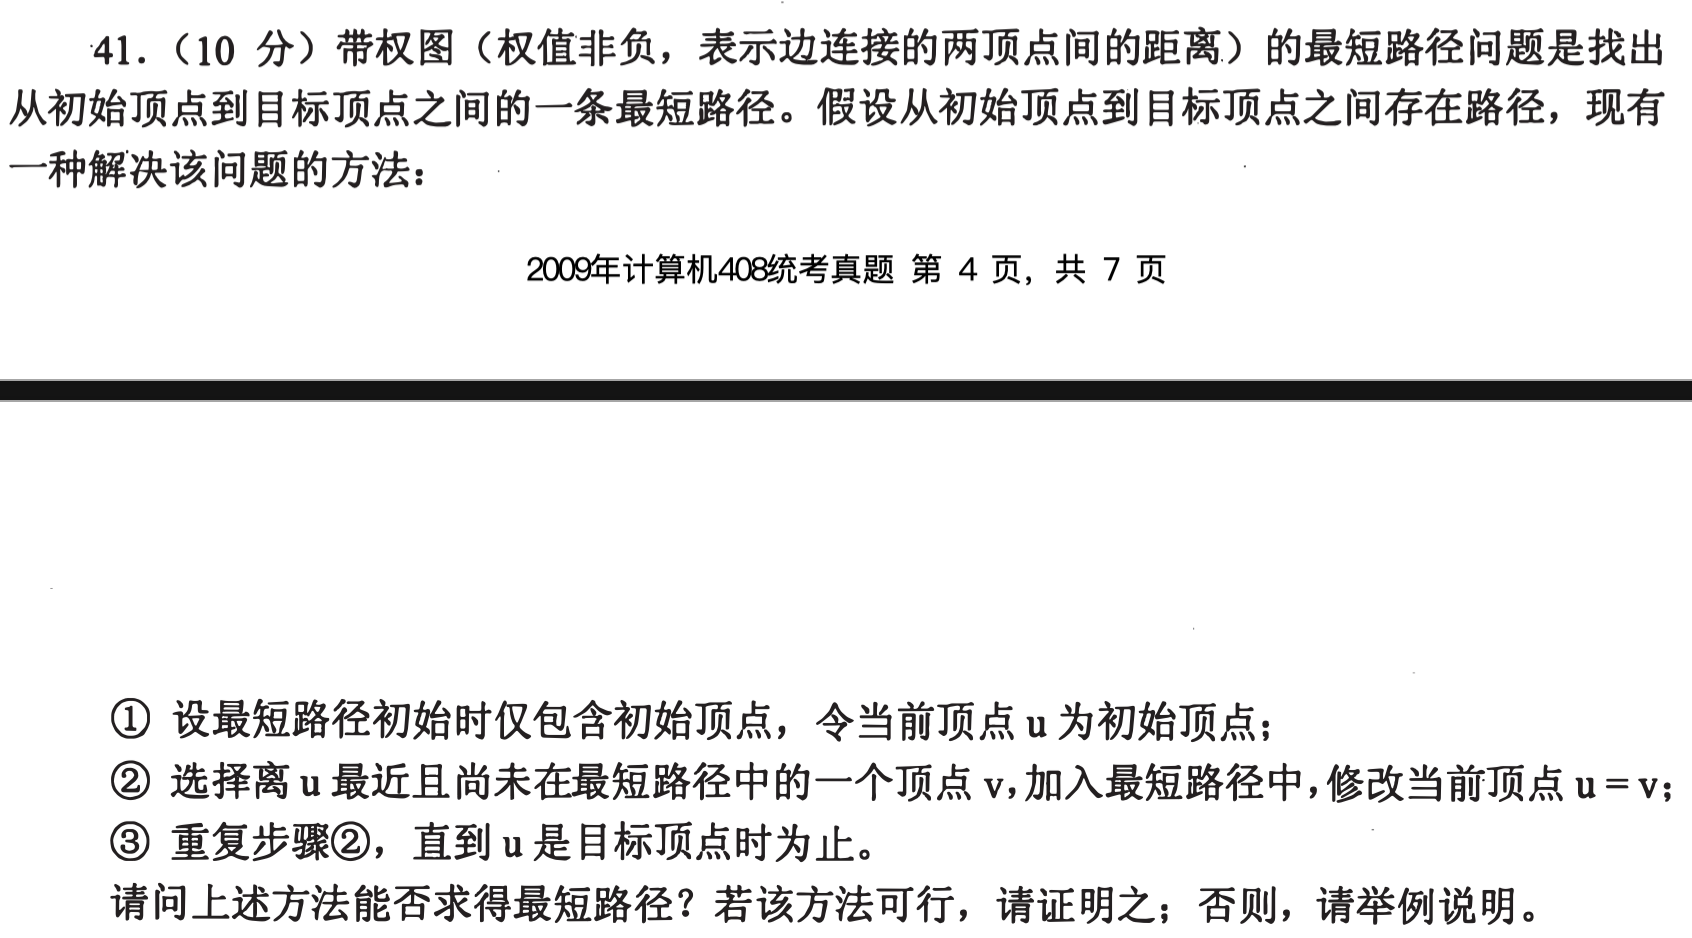 41.（10 分）带权图（权值非负，表示边连接的两顶点间的距离）的最短路径问题是找出
从初始顶点到目标顶点之间的一条最短路径。假设从初始顶点到目标顶点之间存在路径，现有
一种解决该问题的方法：
2009年计算机408统考真题 第 4 页，共 7 页
① 设最短路径初始时仅包含初始顶点，令当前顶点 u 为初始顶点；
② 选择离 u 最近且尚未在最短路径中的一个顶点 v，加入最短路径中，修改当前顶点 u = v；
③ 重复步骤②，直到 u 是目标顶点时为止。
请问上述方法能否求得最短路径？若该方法可行，请证明之；否则，请举例说明。